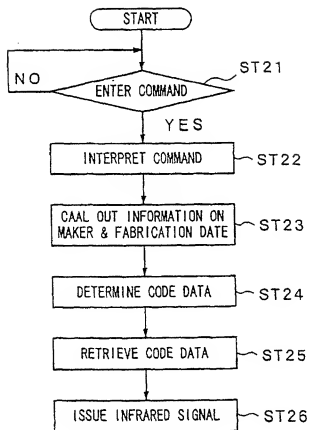 START
NO
ENTER COMMAND
ST21
YES
INTERPRET COMMAND
ST22
CAAL OUT INFORMATION ON
MAKER & FABRICATION DATE
ST23
DETERMINE CODE DATA
ST24
RETRIEVE CODE DATA
ST25
ISSUE INFRARED SIGNAL
ST26